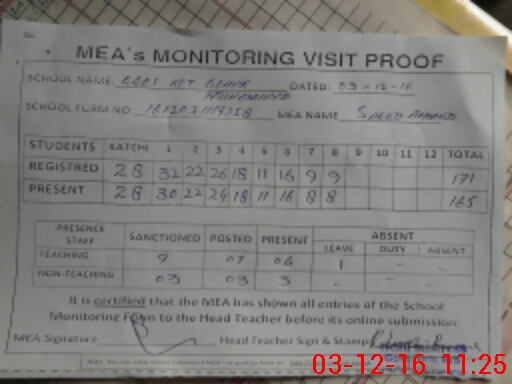 MEA's MONITORING VISIT PROOF
SCHOOL NAME: GGPS KOT DATED: 03-12-16
SCHOOL FORM NO MEA NAME
STUDENTS KATCHI 1 2 3 4 5 6 7 8 9 10 11 12 TOTAL
REGISTRED 28 32 22 26 18 11 16 9 9 171
PRESENT 28 30 22 24 18 11 16 8 8 165
PRESENCE STAFF SANCTIONED POSTED PRESENT ABSENT
LEAVE DUTY ABSENT
TEACHING 7 07 06 1 - -
NON-TEACHING 03 03 3 - - -
It is certified that the MEA has shown all entries of the School
Monitoring Form to the Head Teacher before its online submission.
MEA Signature Head Teacher Sign & Stamp
03-12-16 11:25